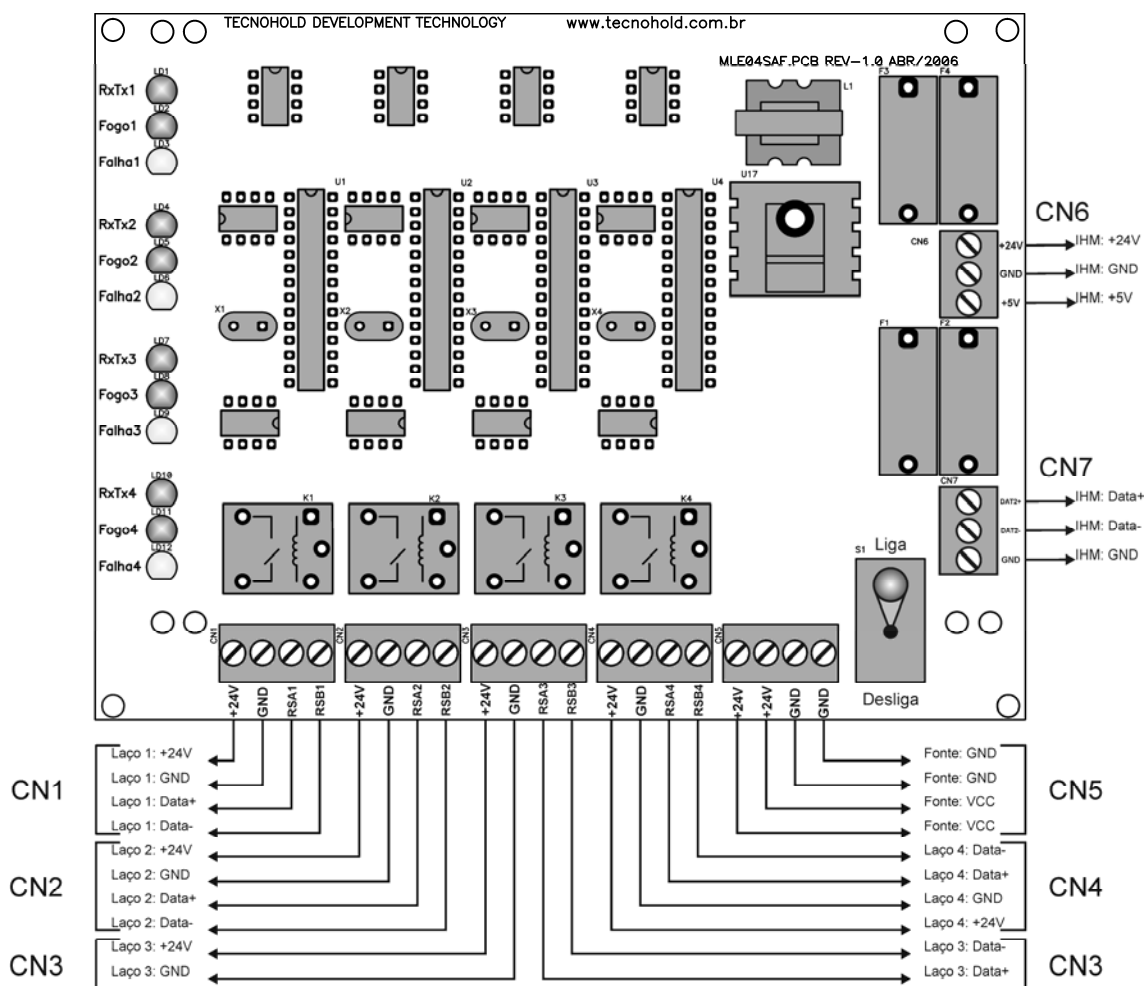 TECNOHOLD DEVELOPMENT TECHNOLOGY www.tecnohold.com.br
MLE04SAF.PCB REV-1.0 ABR/2006
LD1
RxTx1
LD2
Fogo1
LD3
Falha1
LD4
RxTx2
LD5
Fogo2
LD6
Falha2
LD7
RxTx3
LD8
Fogo3
LD9
Falha3
LD10
RxTx4
LD11
Fogo4
LD12
Falha4
U1
U2
U3
U4
X1
X2
X3
X4
L1
U17
F3
F4
CN6
CN6
+24V
IHM: +24V
GND
IHM: GND
+5V
IHM: +5V
F1
F2
CN7
CN7
DAT2+
IHM: Data+
DAT2-
IHM: Data-
GND
IHM: GND
K1
K2
K3
K4
S1
Liga
Desliga
CN1
CN2
CN3
CN4
CN5
+24V
GND
RSA1
RSB1
+24V
GND
RSA2
RSB2
+24V
GND
RSA3
RSB3
+24V
GND
RSA4
RSB4
+24V
+24V
GND
GND
CN1
Laço 1: +24V
Laço 1: GND
Laço 1: Data+
Laço 1: Data-
CN2
Laço 2: +24V
Laço 2: GND
Laço 2: Data+
Laço 2: Data-
CN3
Laço 3: +24V
Laço 3: GND
Fonte: GND
Fonte: GND
Fonte: VCC
Fonte: VCC
CN5
Laço 4: Data-
Laço 4: Data+
Laço 4: GND
Laço 4: +24V
CN4
Laço 3: Data-
Laço 3: Data+
CN3